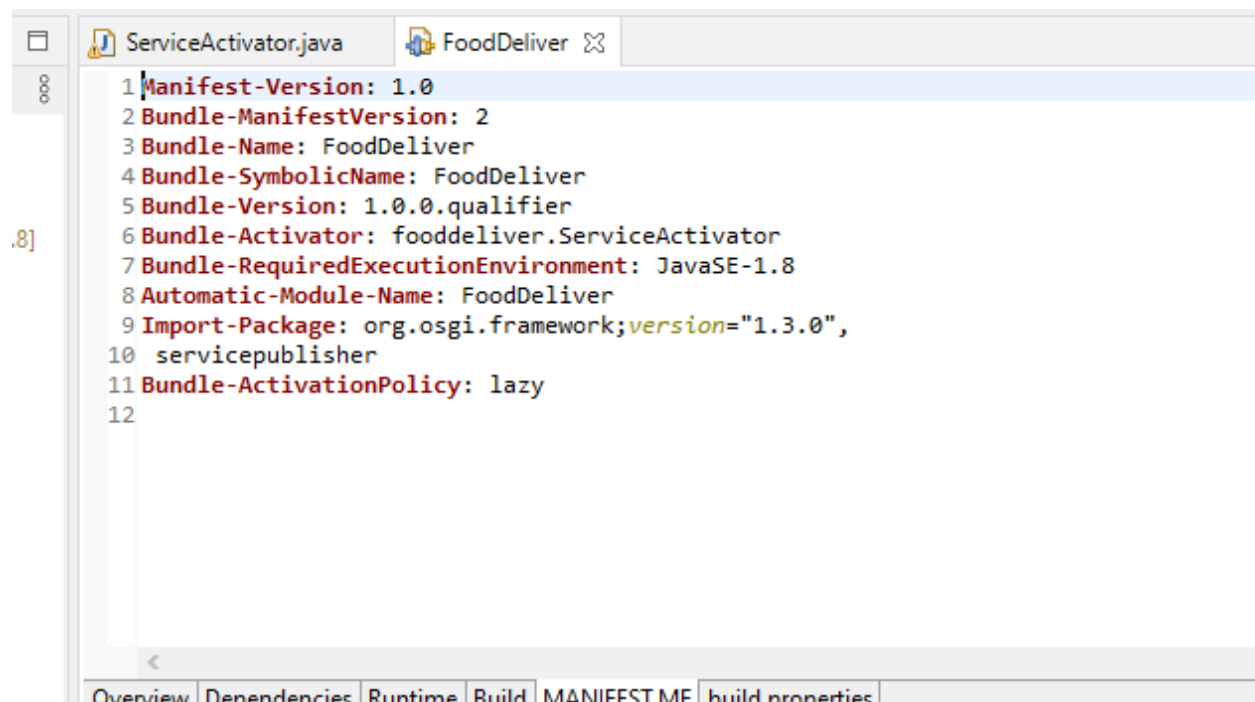 ServiceActivator.java FoodDeliver
1 Manifest-Version: 1.0
2 Bundle-ManifestVersion: 2
3 Bundle-Name: FoodDeliver
4 Bundle-SymbolicName: FoodDeliver
5 Bundle-Version: 1.0.0.qualifier
6 Bundle-Activator: fooddeliver.ServiceActivator
.8]
7 Bundle-RequiredExecutionEnvironment: JavaSE-1.8
8 Automatic-Module-Name: FoodDeliver
9 Import-Package: org.osgi.framework;version="1.3.0",
10 servicepublisher
11 Bundle-ActivationPolicy: lazy
12
Overview Dependencies Runtime Build MANIFEST.MF build.properties